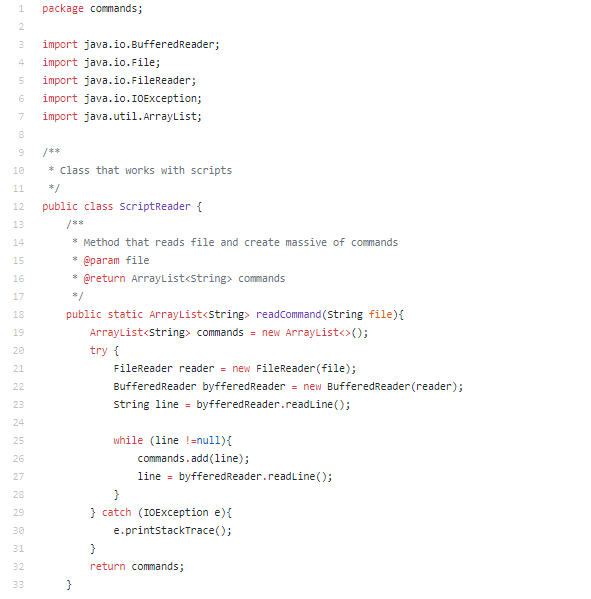 1 package commands;
2
3 import java.io.BufferedReader;
4 import java.io.File;
5 import java.io.FileReader;
6 import java.io.IOException;
7 import java.util.ArrayList;
8
9 /**
10  * Class that works with scripts
11  */
12 public class ScriptReader {
13     /**
14      * Method that reads file and create massive of commands
15      * @param file
16      * @return ArrayList<String> commands
17      */
18     public static ArrayList<String> readCommand(String file){
19         ArrayList<String> commands = new ArrayList<>();
20         try {
21             FileReader reader = new FileReader(file);
22             BufferedReader byfferedReader = new BufferedReader(reader);
23             String line = byfferedReader.readLine();
24
25             while (line !=null){
26                 commands.add(line);
27                 line = byfferedReader.readLine();
28             }
29         } catch (IOException e){
30             e.printStackTrace();
31         }
32         return commands;
33     }